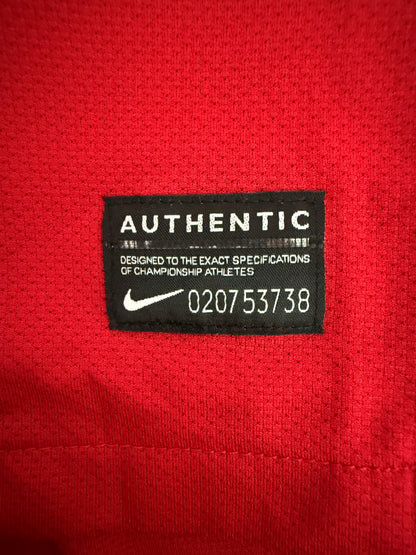 AUTHENTIC
DESIGNED TO THE EXACT SPECIFICATIONS
OF CHAMPIONSHIP ATHLETES
020753738